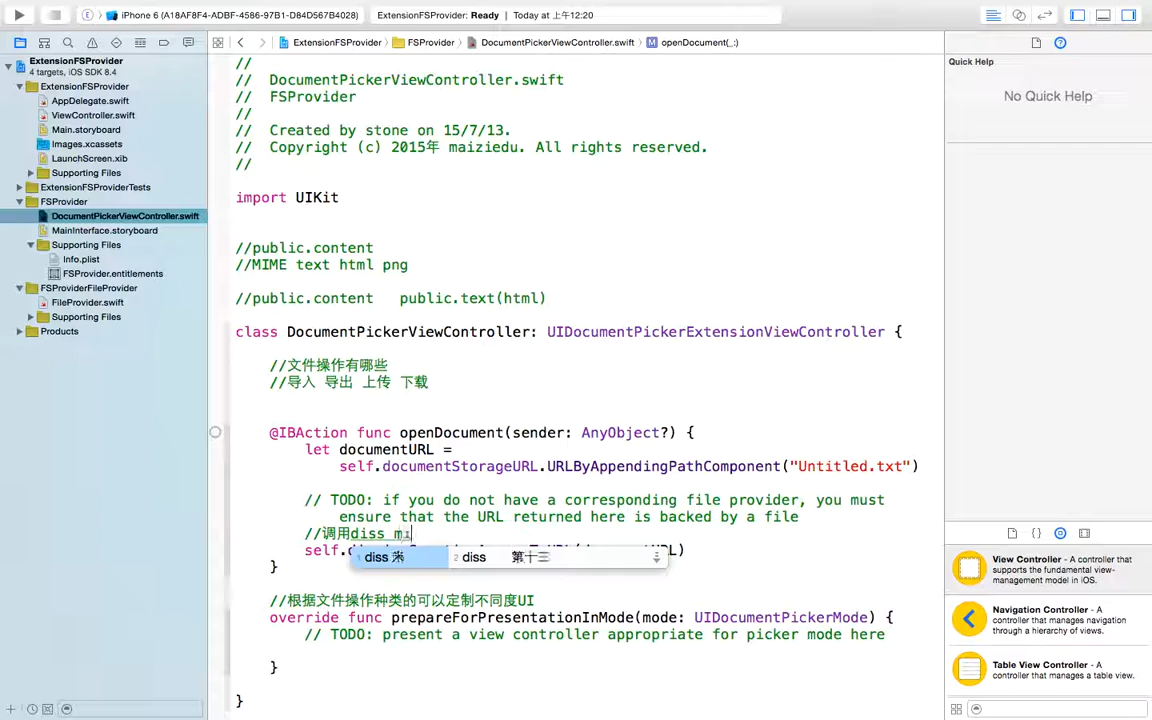 iPhone 6 (A18AF8F4-ADBF-4586-97B1-D84D567B4028)
ExtensionFSProvider: Ready | Today at 上午12:20
ExtensionFSProvider
FSProvider
DocumentPickerViewController.swift
M openDocument(_:)
ExtensionFSProvider
4 targets, iOS SDK 8.4
ExtensionFSProvider
AppDelegate.swift
ViewController.swift
Main.storyboard
Images.xcassets
LaunchScreen.xib
Supporting Files
ExtensionFSProviderTests
FSProvider
DocumentPickerViewController.swift
MainInterface.storyboard
Supporting Files
Info.plist
FSProvider.entitlements
FSProviderFileProvider
FileProvider.swift
Supporting Files
Products
//
// DocumentPickerViewController.swift
// FSProvider
//
// Created by stone on 15/7/13.
// Copyright (c) 2015年 maiziedu. All rights reserved.
//
import UIKit
//public.content
//MIME text html png
//public.content public.text(html)
class DocumentPickerViewController: UIDocumentPickerExtensionViewController {
//文件操作有哪些
//导入 导出 上传 下载
@IBAction func openDocument(sender: AnyObject?) {
let documentURL =
self.documentStorageURL.URLByAppendingPathComponent("Untitled.txt")
// TODO: if you do not have a corresponding file provider, you must
ensure that the URL returned here is backed by a file
//调用diss m
self.
1 diss 米 2 diss
}
//根据文件操作种类的可以定制不同度UI
override func prepareForPresentationInMode(mode: UIDocumentPickerMode) {
// TODO: present a view controller appropriate for picker mode here
}
}
Quick Help
No Quick Help
View Controller - A controller that
supports the fundamental view-
management model in iOS.
Navigation Controller - A
controller that manages navigation
through a hierarchy of views.
Table View Controller - A
controller that manages a table view.